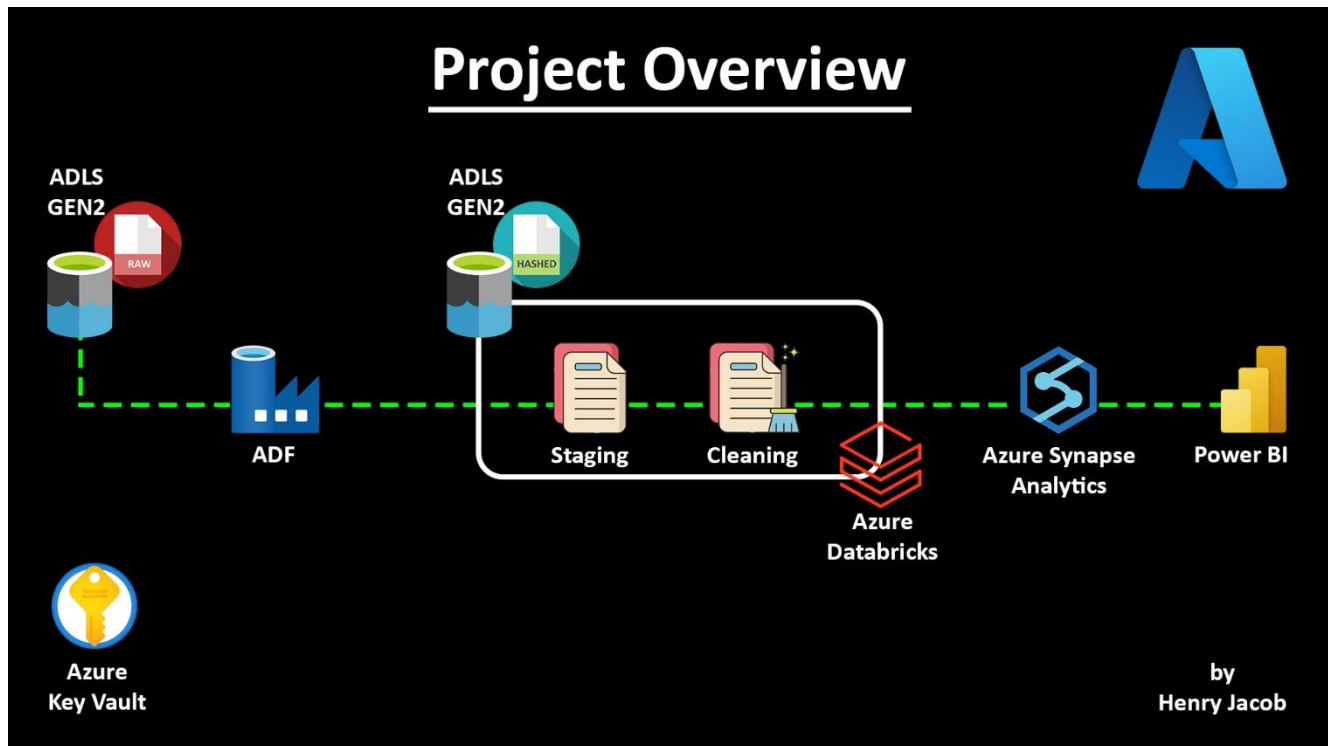 Project Overview
ADLS
GEN2
RAW
ADLS
GEN2
HASHED
ADF
Staging
Cleaning
Azure
Databricks
Azure Synapse
Analytics
Power BI
Azure
Key Vault
by
Henry Jacob